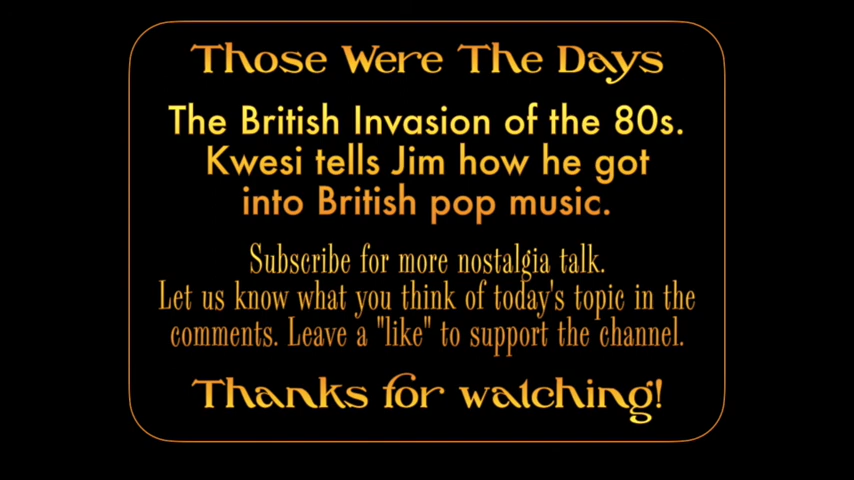 Those Were The Days
The British Invasion of the 80s.
Kwesi tells Jim how he got
into British pop music.
Subscribe for more nostalgia talk.
Let us know what you think of today's topic in the
comments. Leave a "like" to support the channel.
Thanks for watching!